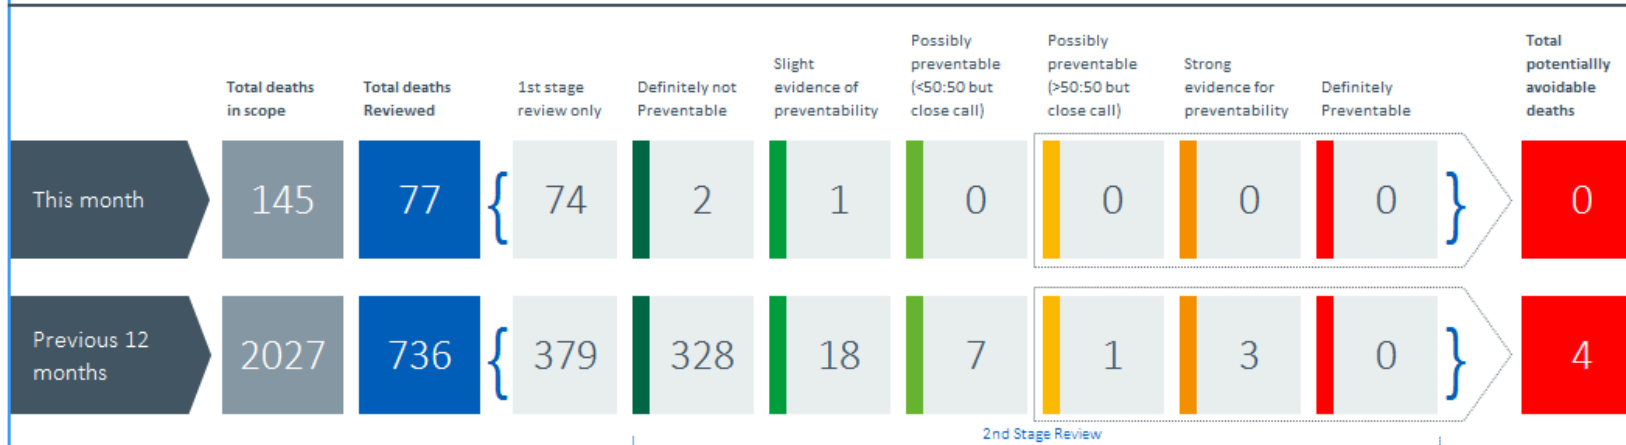 Total deaths
in scope
Total deaths
Reviewed
1st stage
review only
Definitely not
Preventable
Slight
evidence of
preventability
Possibly
preventable
(<50:50 but
close call)
Possibly
preventable
(>50:50 but
close call)
Strong
evidence for
preventability
Definitely
Preventable
Total
potentiallly
avoidable
deaths
This month
145
77
{
74
2
1
0
0
0
0
}
0
Previous 12
months
2027
736
{
379
328
18
7
1
3
0
}
4
2nd Stage Review